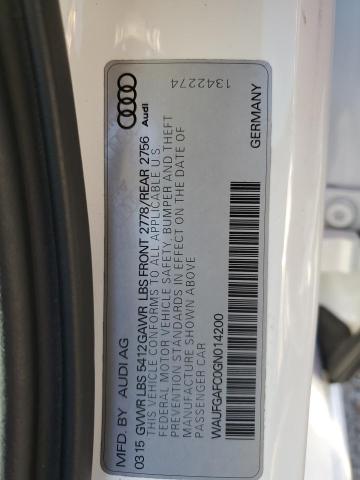 MFD. BY AUDI AG
03 15 GVWR LBS 5412 GAWR LBS FRONT 2778/REAR 2756
THIS VEHICLE CONFORMS TO ALL APPLICABLE U.S
FEDERAL MOTOR VEHICLE SAFETY, BUMPER AND THEFT
PREVENTION STANDARDS IN EFFECT ON THE DATE OF
MANUFACTURE SHOWN ABOVE
PASSENGER CAR
WAUFGAFC0GN014200
Audi
1342274
GERMANY